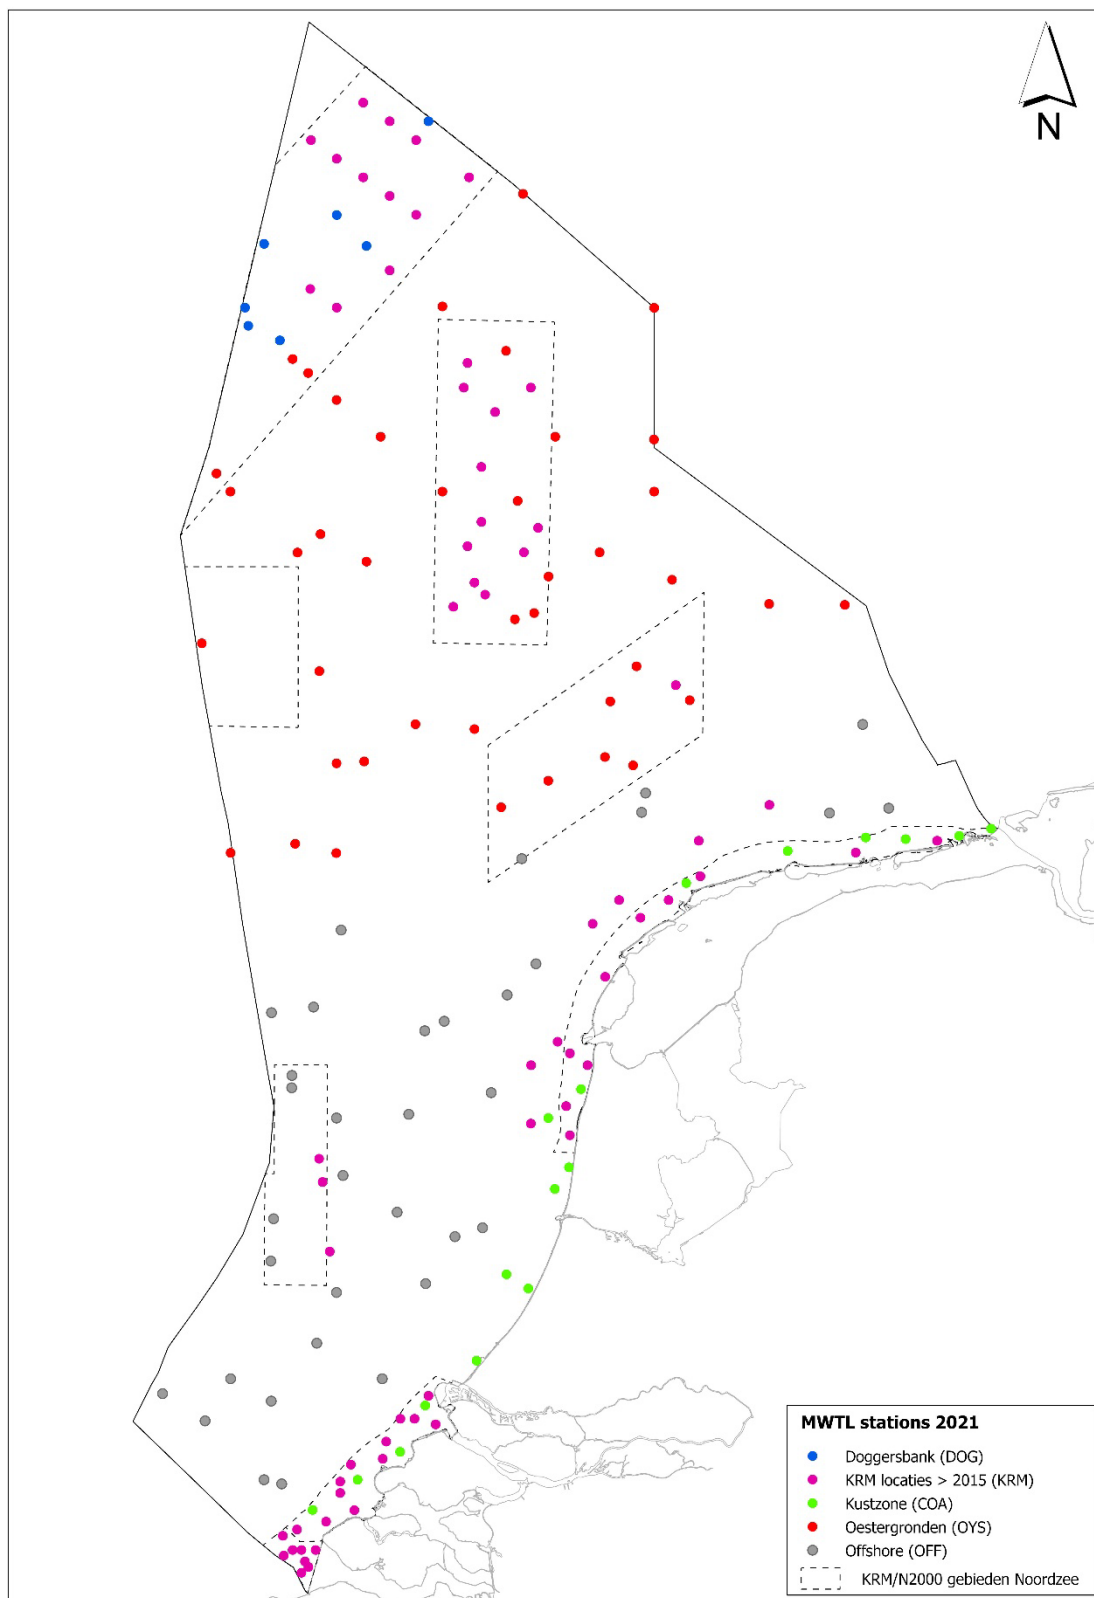 N
MWTL stations 2021
Doggersbank (DOG)
KRM locaties > 2015 (KRM)
Kustzone (COA)
Oestergronden (OYS)
Offshore (OFF)
KRM/N2000 gebieden Noordzee